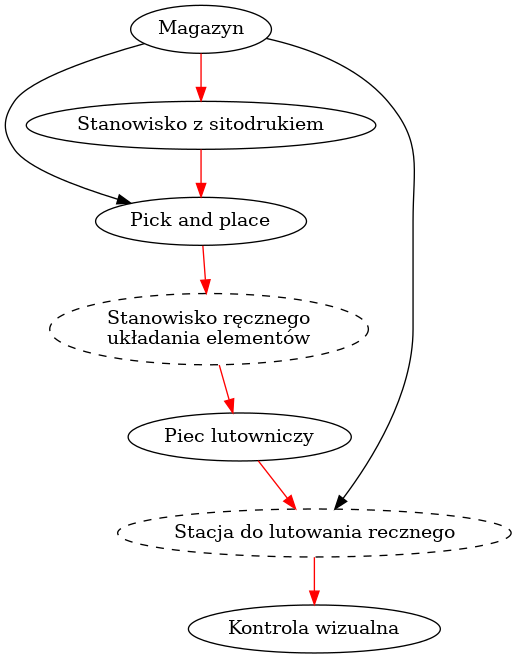 Magazyn
Stanowisko z sitodrukiem
Pick and place
Stanowisko ręcznego
układania elementów
Piec lutowniczy
Stacja do lutowania recznego
Kontrola wizualna